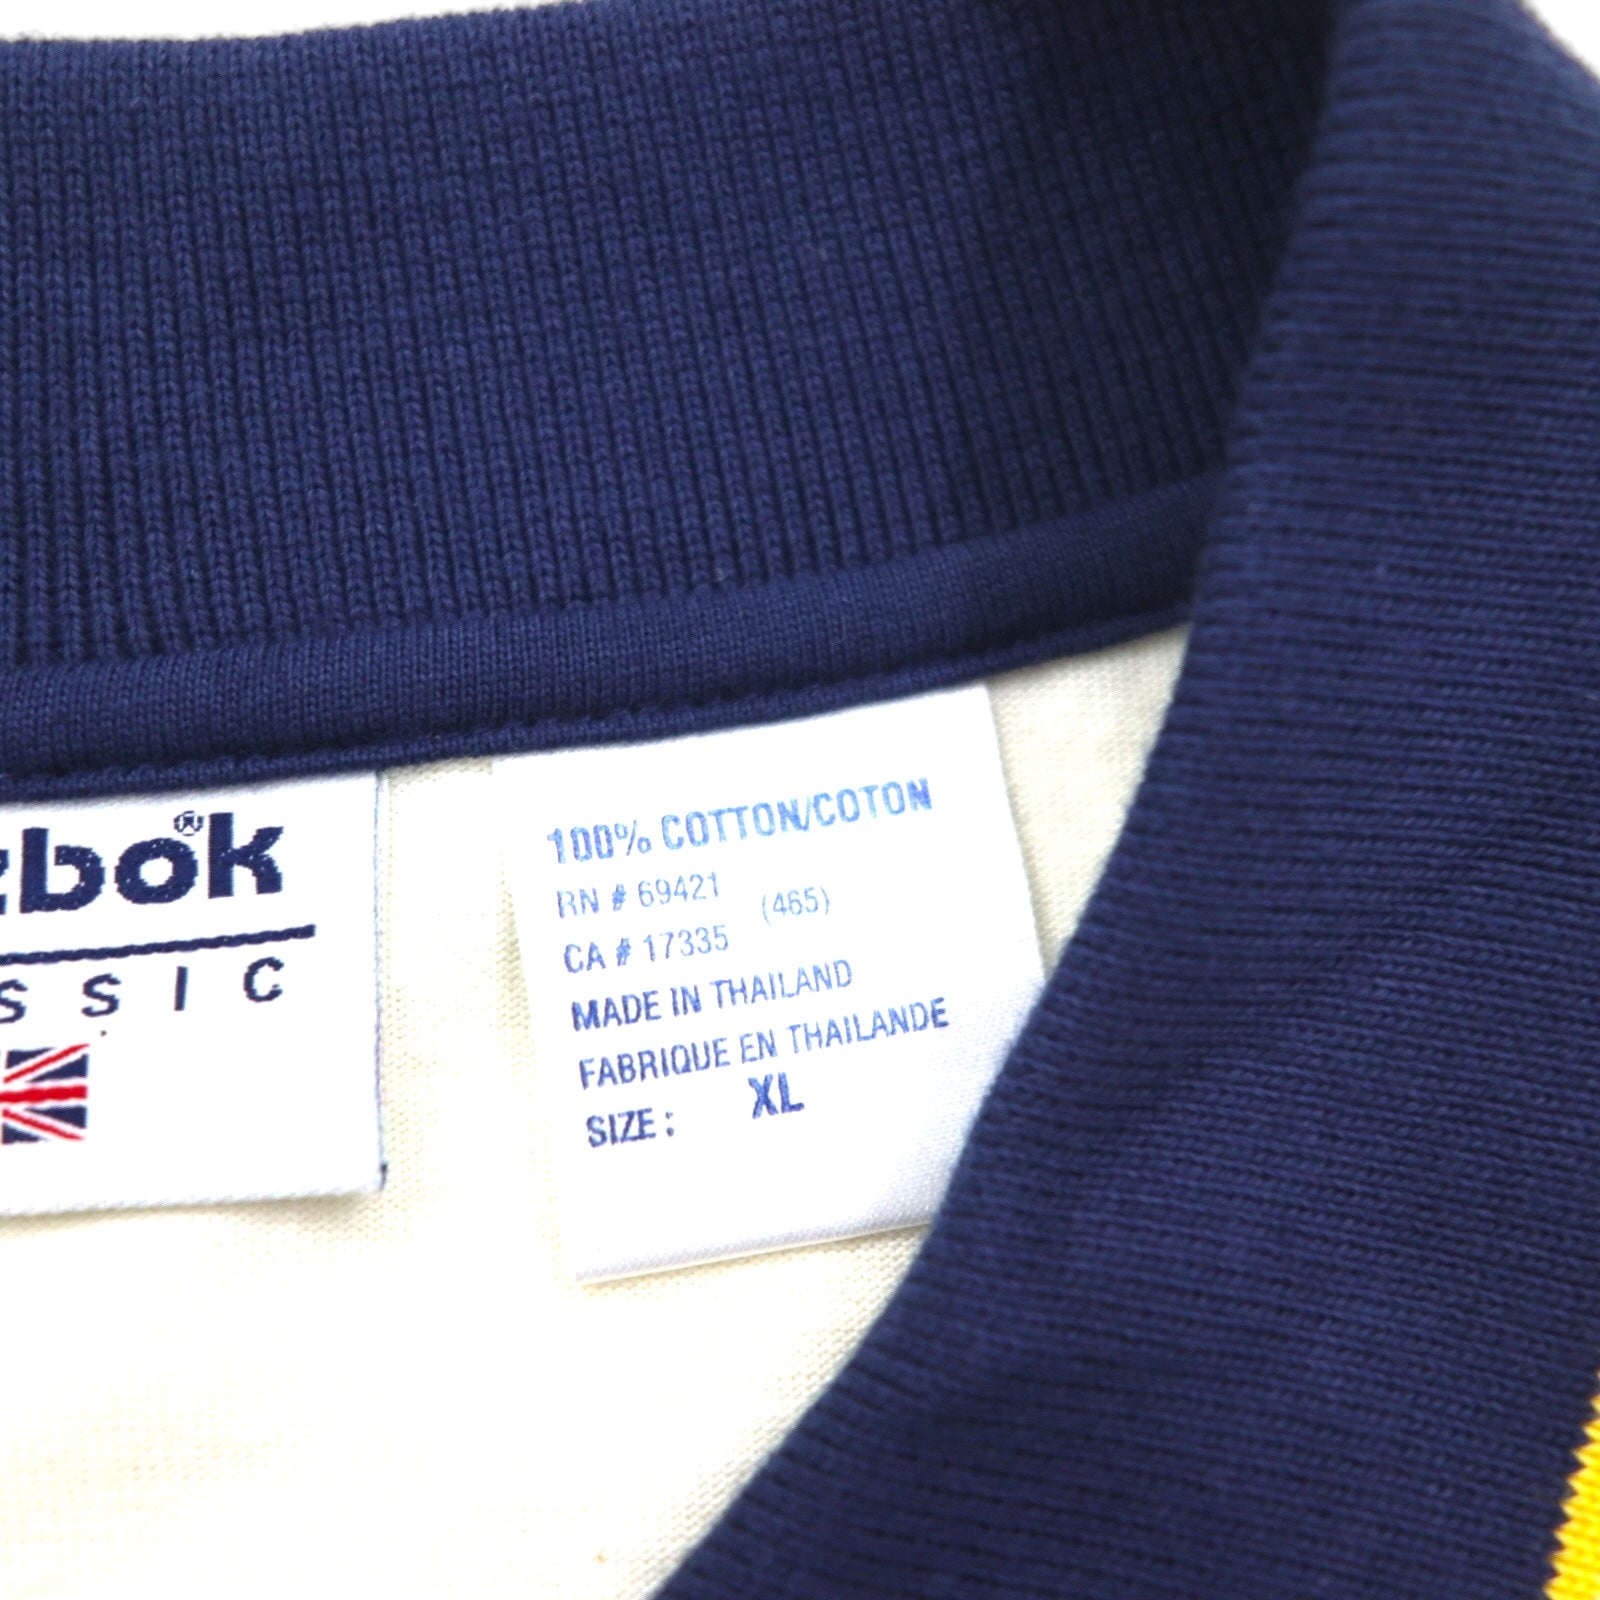 ebok®
SSIC
100% COTTON/COTON
RN # 69421
(465)
CA # 17335
MADE IN THAILAND
FABRIQUE EN THAILANDE
SIZE: XL